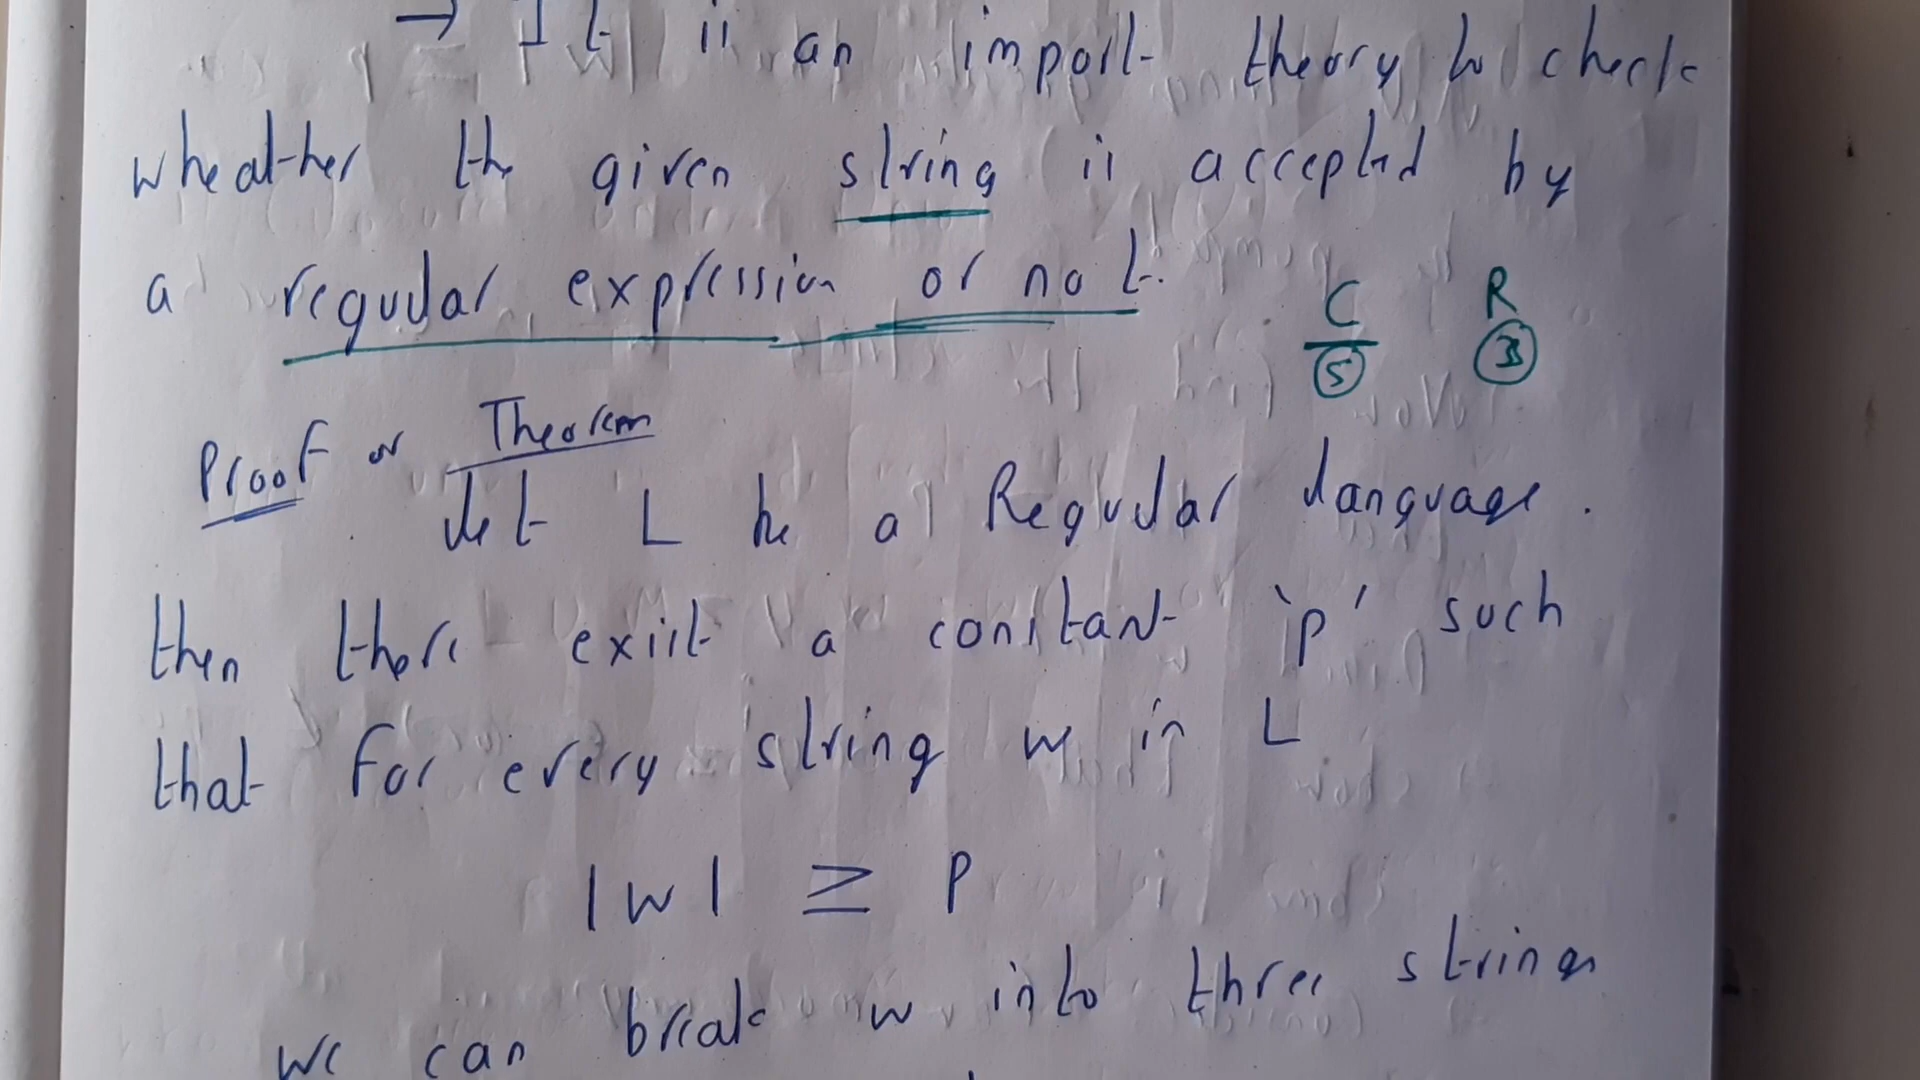 → It is an import theory to check
wheather the given string is accepted by
a regular expression or not.
C R
5 3
Proof or Theorem
Let L be a Regular language.
then there exist a constant 'p' such
that for every string w in L
|w| ≥ P
we can break w into three strings